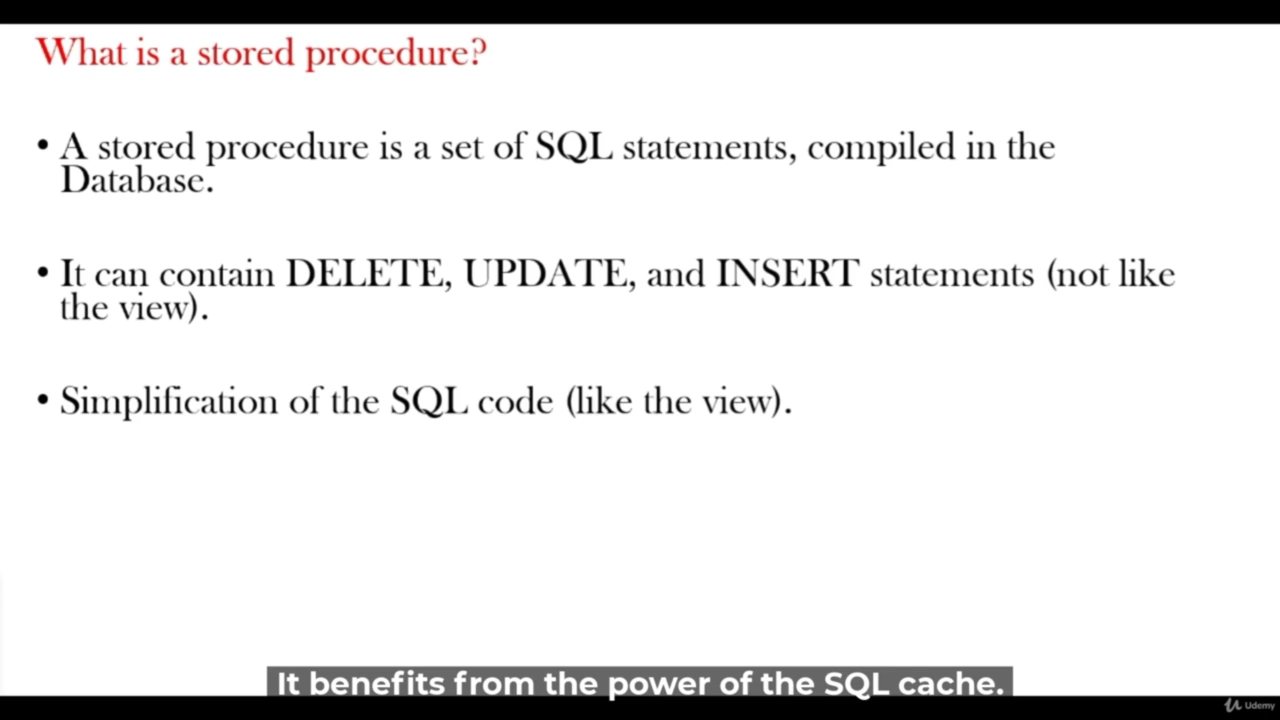 What is a stored procedure?
• A stored procedure is a set of SQL statements, compiled in the
Database.
• It can contain DELETE, UPDATE, and INSERT statements (not like
the view).
• Simplification of the SQL code (like the view).
It benefits from the power of the SQL cache.
Udemy